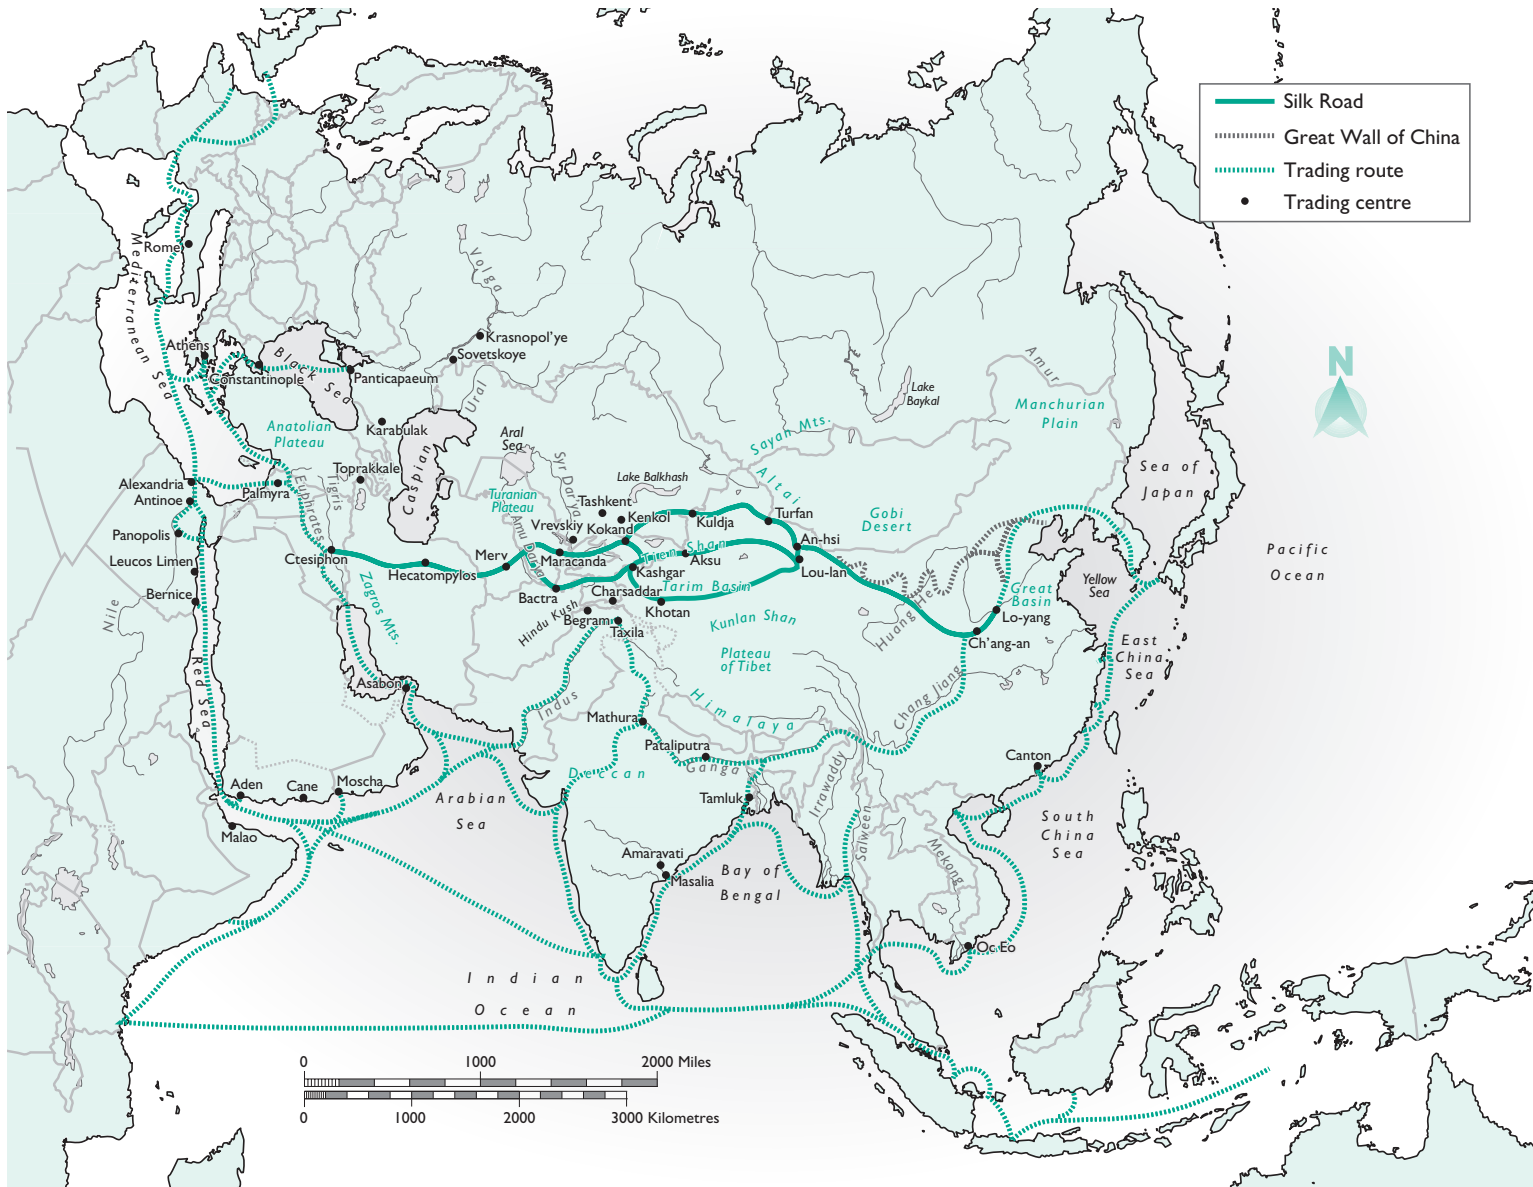 Silk Road
Great Wall of China
Trading route
Trading centre
N
Mediterranean Sea
Rome
Volga
Krasnopol'ye
Sovetskoye
Athens
Black Sea
Constantinople
Panticapaeum
Ural
Amur
Lake
Baykal
Manchurian
Plain
Anatolian
Plateau
Karabulak
Caspian
Aral
Sea
Syr Darya
Sayan Mts.
Altai
Sea of
Japan
Toprakkale
Lake Balkhash
Alexandria
Antinoe
Palmyra
Euphrates
Tigris
Turanian
Plateau
Amu Darya
Tashkent
Vrevskiy
Kenkol
Kokand
Kuldja
Turfan
Gobi
Desert
Panopolis
Leucos Limen
Bernice
Nile
Ctesiphon
Zagros Mts.
Hecatompylos
Merv
Maracanda
Tien Shan
Aksu
An-hsi
Lou-lan
Kashgar
Tarim Basin
Bactra
Charsaddar
Khotan
Hindu Kush
Begram
Taxila
Kunlan Shan
Plateau
of Tibet
Huang He
Great
Basin
Lo-yang
Ch'ang-an
Yellow
Sea
Pacific
Ocean
East
China
Sea
Red Sea
Asabon
Indus
Mathura
Himalaya
Chang Jiang
Pataliputra
Ganga
Deccan
Canton
Aden
Cane
Moscha
Malao
Arabian
Sea
Tamluk
Irrawaddy
Salween
Mekong
South
China
Sea
Amaravati
Masalia
Bay of
Bengal
Oc Eo
Indian
Ocean
0 1000 2000 Miles
0 1000 2000 3000 Kilometres